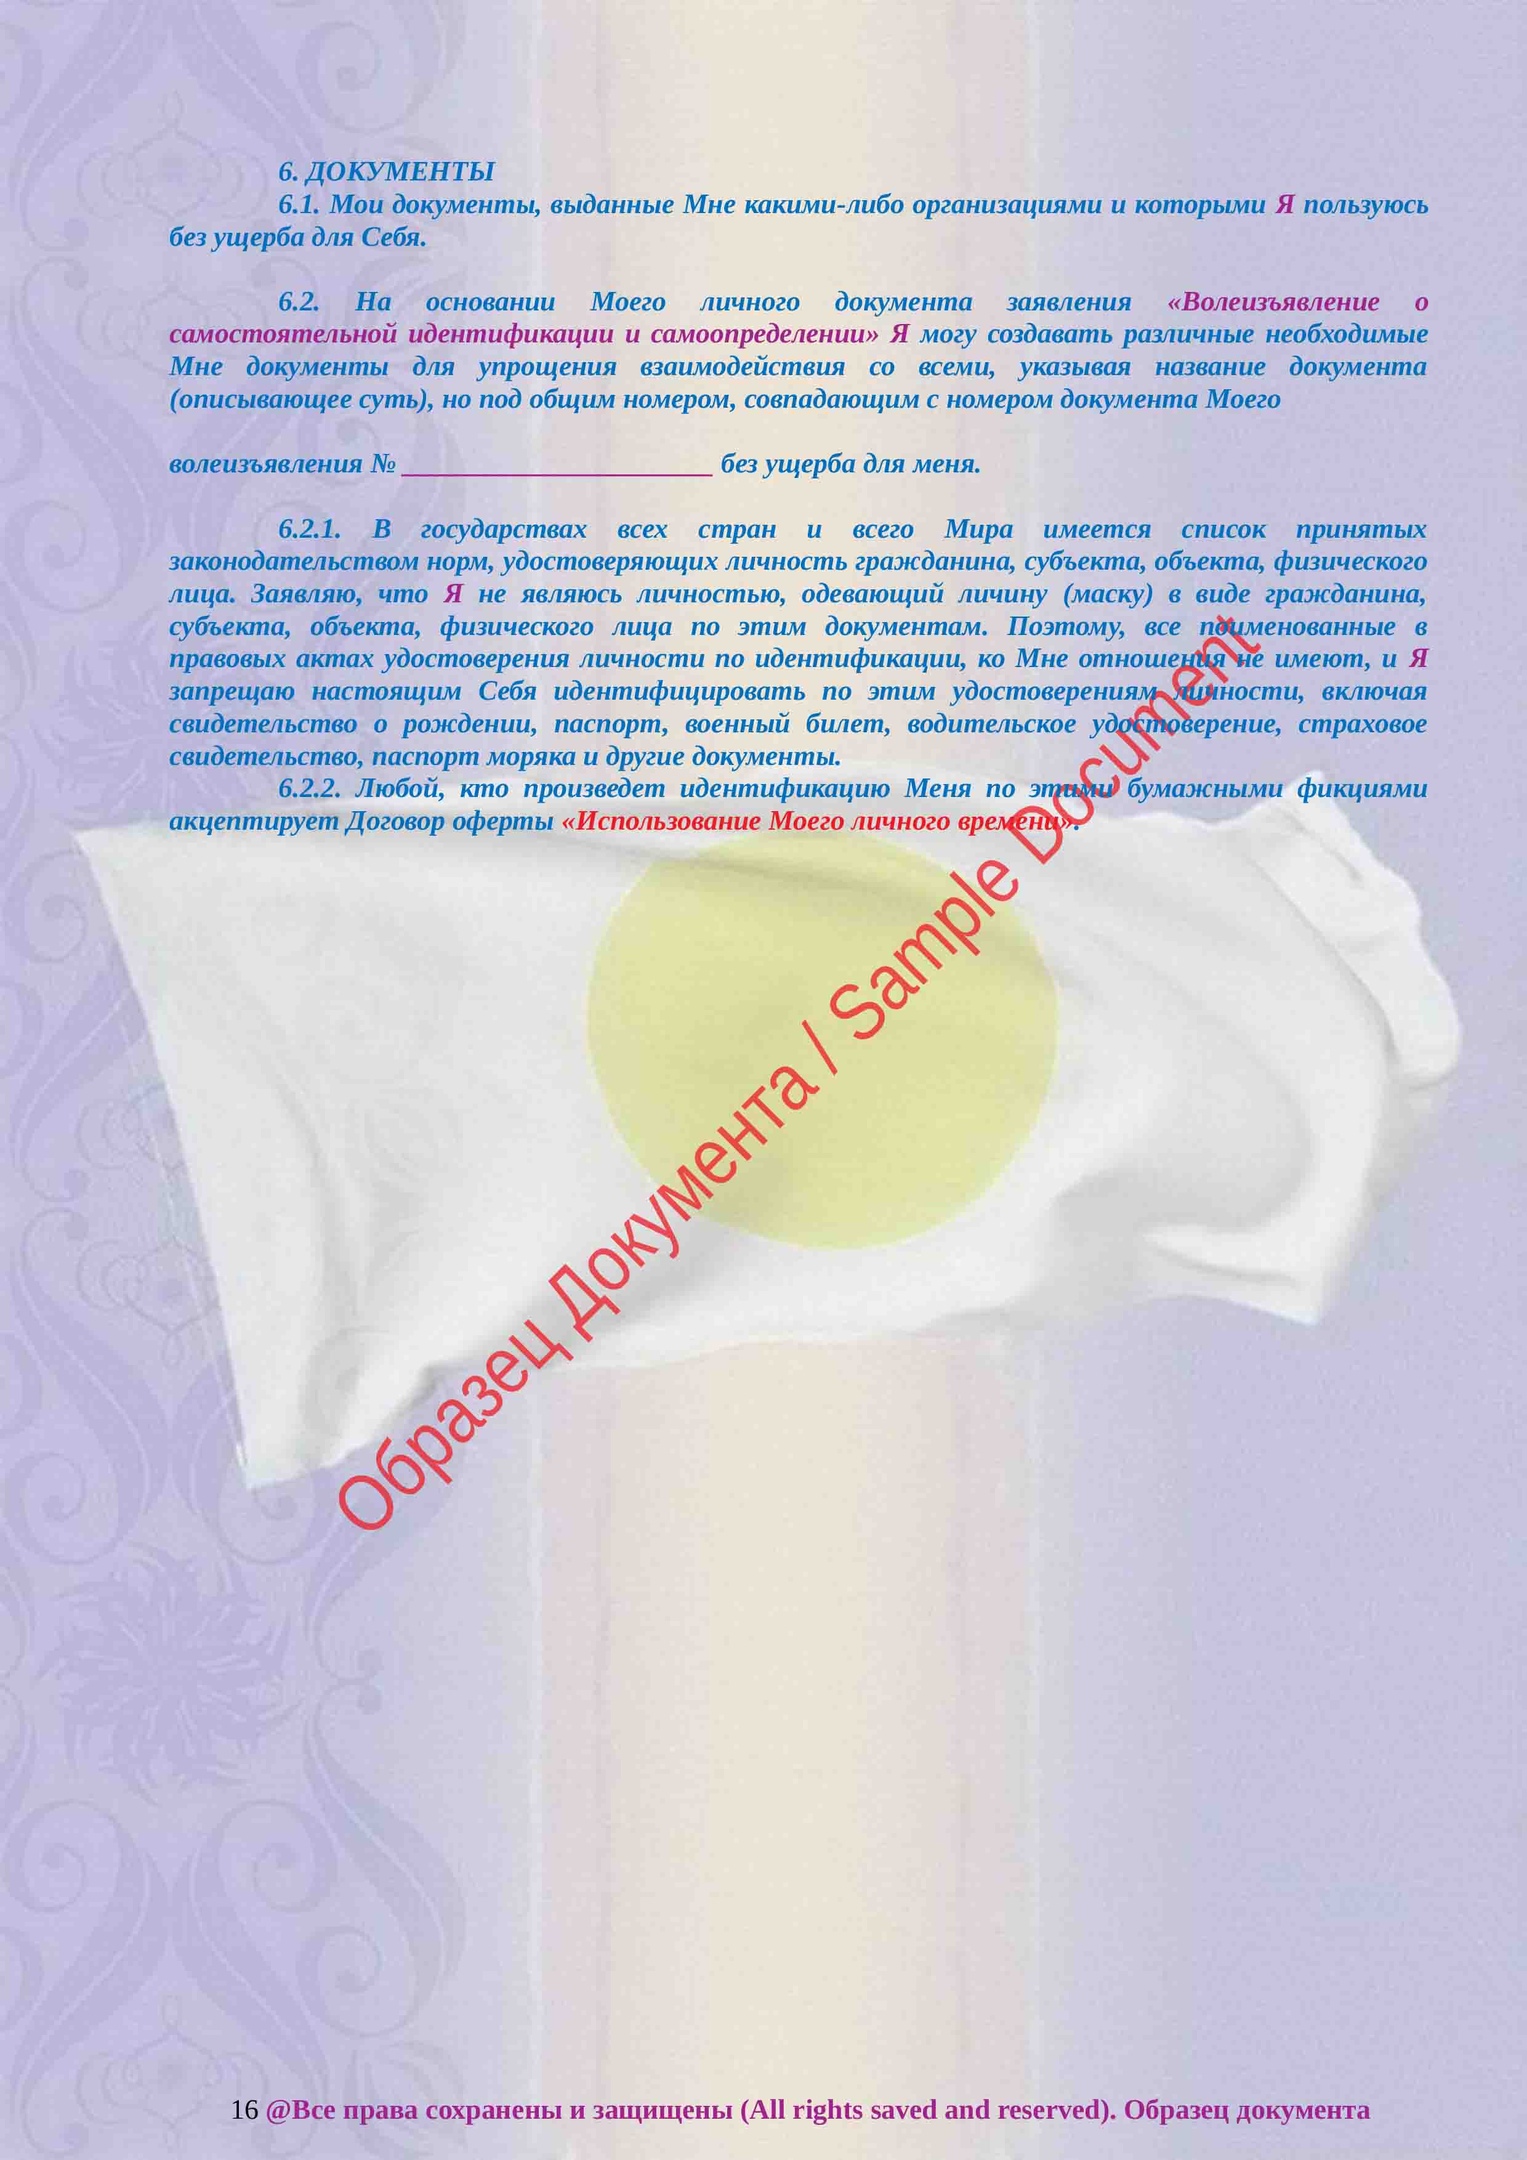 6. ДОКУМЕНТЫ
6.1. Мои документы, выданные Мне какими-либо организациями и которыми Я пользуюсь
без ущерба для Себя.
6.2. На основании Моего личного документа заявления «Волеизъявление о
самостоятельной идентификации и самоопределении» Я могу создавать различные необходимые
Мне документы для упрощения взаимодействия со всеми, указывая название документа
(описывающее суть), но под общим номером, совпадающим с номером документа Моего
волеизъявления № ______________________ без ущерба для меня.
6.2.1. В государствах всех стран и всего Мира имеется список принятых
законодательством норм, удостоверяющих личность гражданина, субъекта, объекта, физического
лица. Заявляю, что Я не являюсь личностью, одевающий личину (маску) в виде гражданина,
субъекта, объекта, физического лица по этим документам. Поэтому, все поименованные в
правовых актах удостоверения личности по идентификации, ко Мне отношения не имеют, и Я
запрещаю настоящим Себя идентифицировать по этим удостоверениям личности, включая
свидетельство о рождении, паспорт, военный билет, водительское удостоверение, страховое
свидетельство, паспорт моряка и другие документы.
6.2.2. Любой, кто произведет идентификацию Меня по этими бумажными фикциями
акцептирует Договор оферты «Использование Моего личного времени».
Образец Документа / Sample Document
16 @Все права сохранены и защищены (All rights saved and reserved). Образец документа